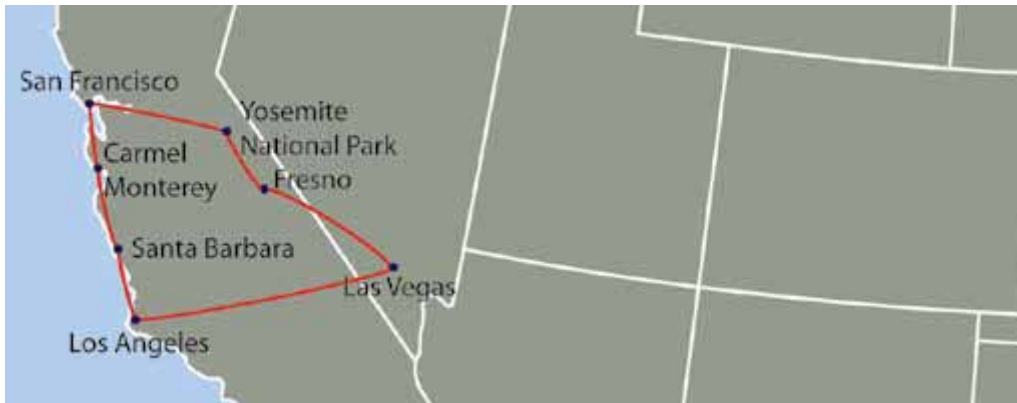 San Francisco
Yosemite
National Park
Carmel
Monterey
Fresno
Santa Barbara
Las Vegas
Los Angeles